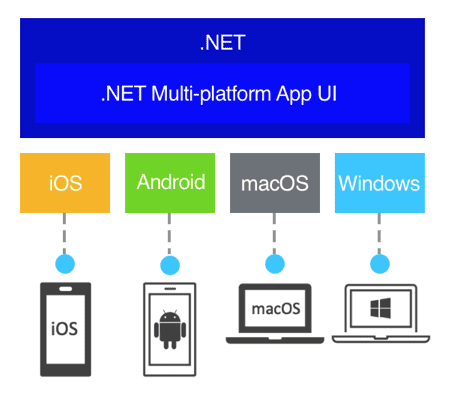 .NET
.NET Multi-platform App UI
iOS Android macOS Windows
iOS macOS